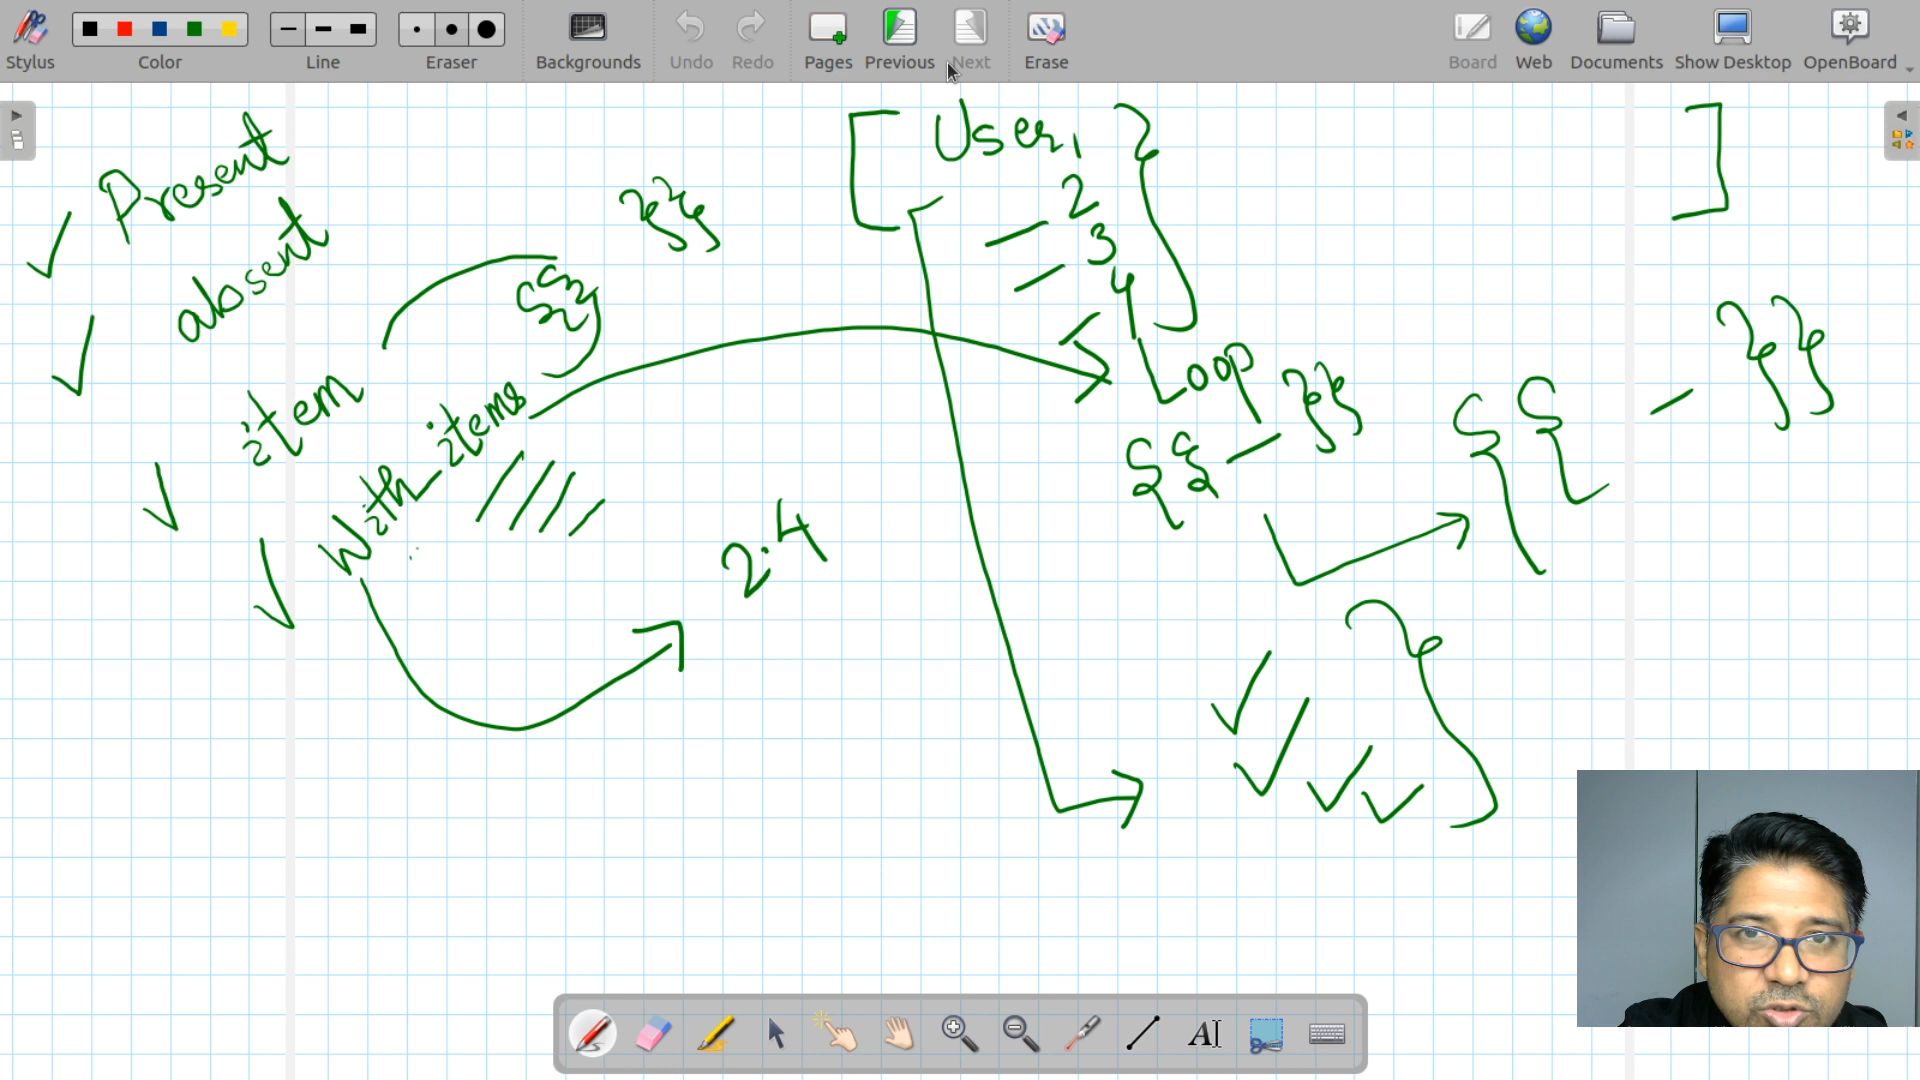 Stylus
Color
Line
Eraser
Backgrounds
Undo
Redo
Pages
Previous
Next
Erase
Board
Web
Documents
Show Desktop
OpenBoard
[ User 1 } ]
Present
absent
}}
— 2
— 3
4
{{
item
With_items
Loop
{{ — }}
{{ — }}
2.4
}
AI